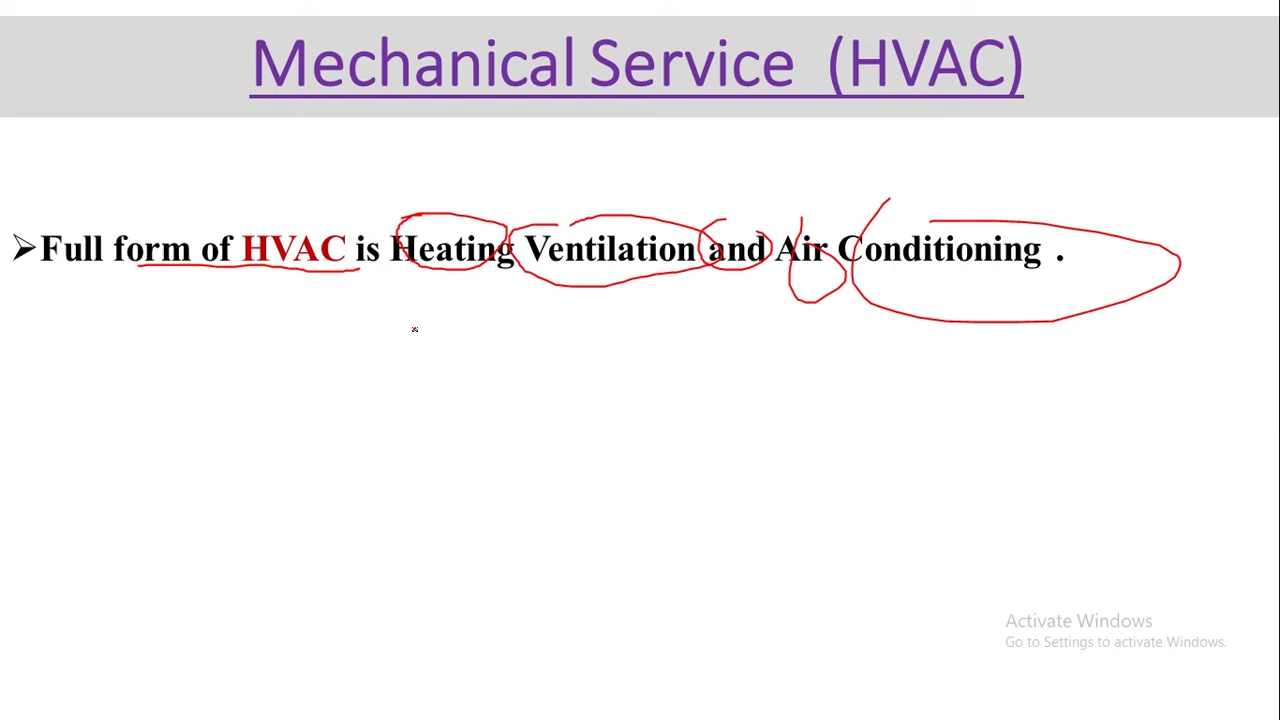 Mechanical Service (HVAC)
➢Full form of HVAC is Heating Ventilation and Air Conditioning .
Activate Windows
Go to Settings to activate Windows.